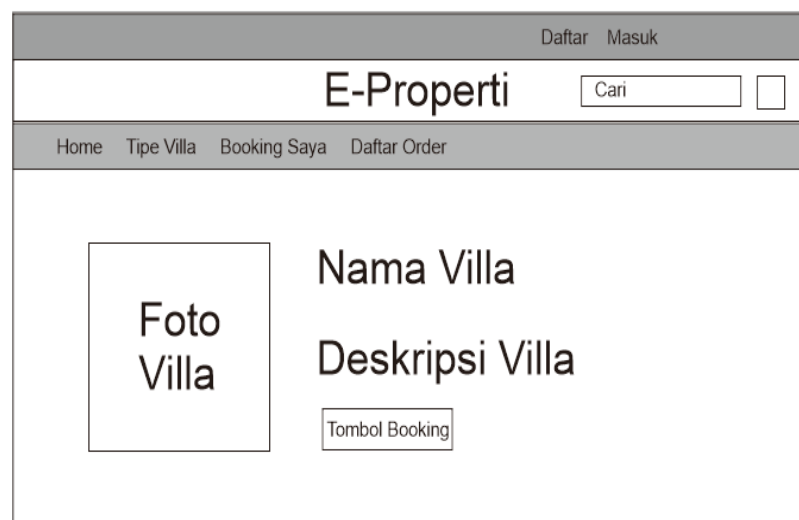 Daftar Masuk
E-Properti
Cari
Home Tipe Villa Booking Saya Daftar Order
Foto
Villa
Nama Villa
Deskripsi Villa
Tombol Booking